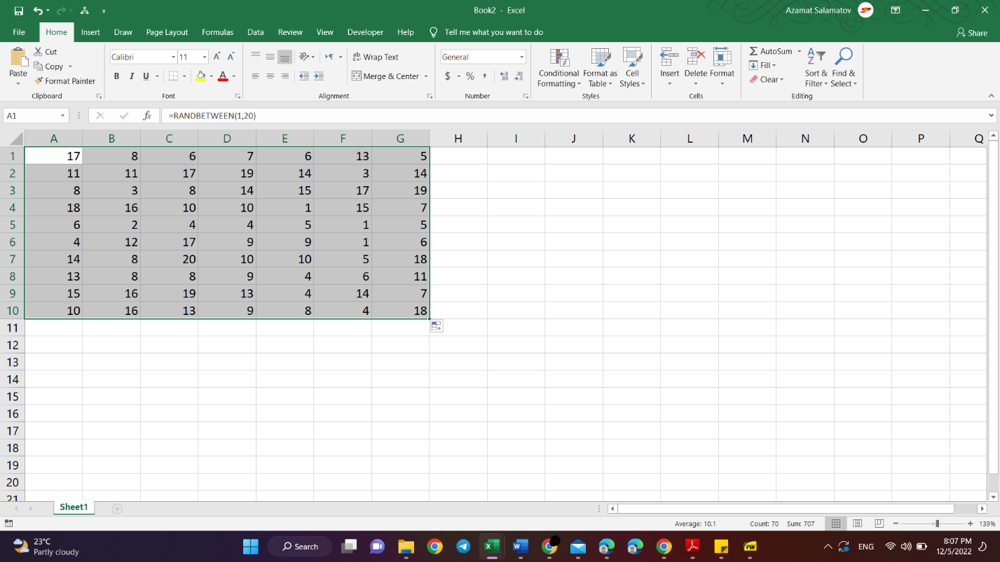 Book2 - Excel
Azamat Salamatov
File Home Insert Draw Page Layout Formulas Data Review View Developer Help Tell me what you want to do Share
Paste
Cut
Copy
Format Painter
Clipboard
Calibri 11
B I U A
Font
ab Wrap Text
Merge & Center
Alignment
General
$ % ,
Number
Conditional Formatting
Format as Table
Cell Styles
Styles
Insert Delete Format
Cells
AutoSum
Fill
Clear
Sort & Filter
Find & Select
Editing
A1 fx =RANDBETWEEN(1,20)
A B C D E F G H I J K L M N O P Q
1 17 8 6 7 6 13 5
2 11 11 17 19 14 3 14
3 8 3 8 14 15 17 19
4 18 16 10 10 1 15 7
5 6 2 4 4 5 1 5
6 4 12 17 9 9 1 6
7 14 8 20 10 10 5 18
8 13 8 8 9 4 6 11
9 15 16 19 13 4 14 7
10 10 16 13 9 8 4 18
11
12
13
14
15
16
17
18
19
20
21
Sheet1
Average: 10.1 Count: 70 Sum: 707 139%
23°C
Partly cloudy
Search
PDF
ENG
8:07 PM
12/5/2022